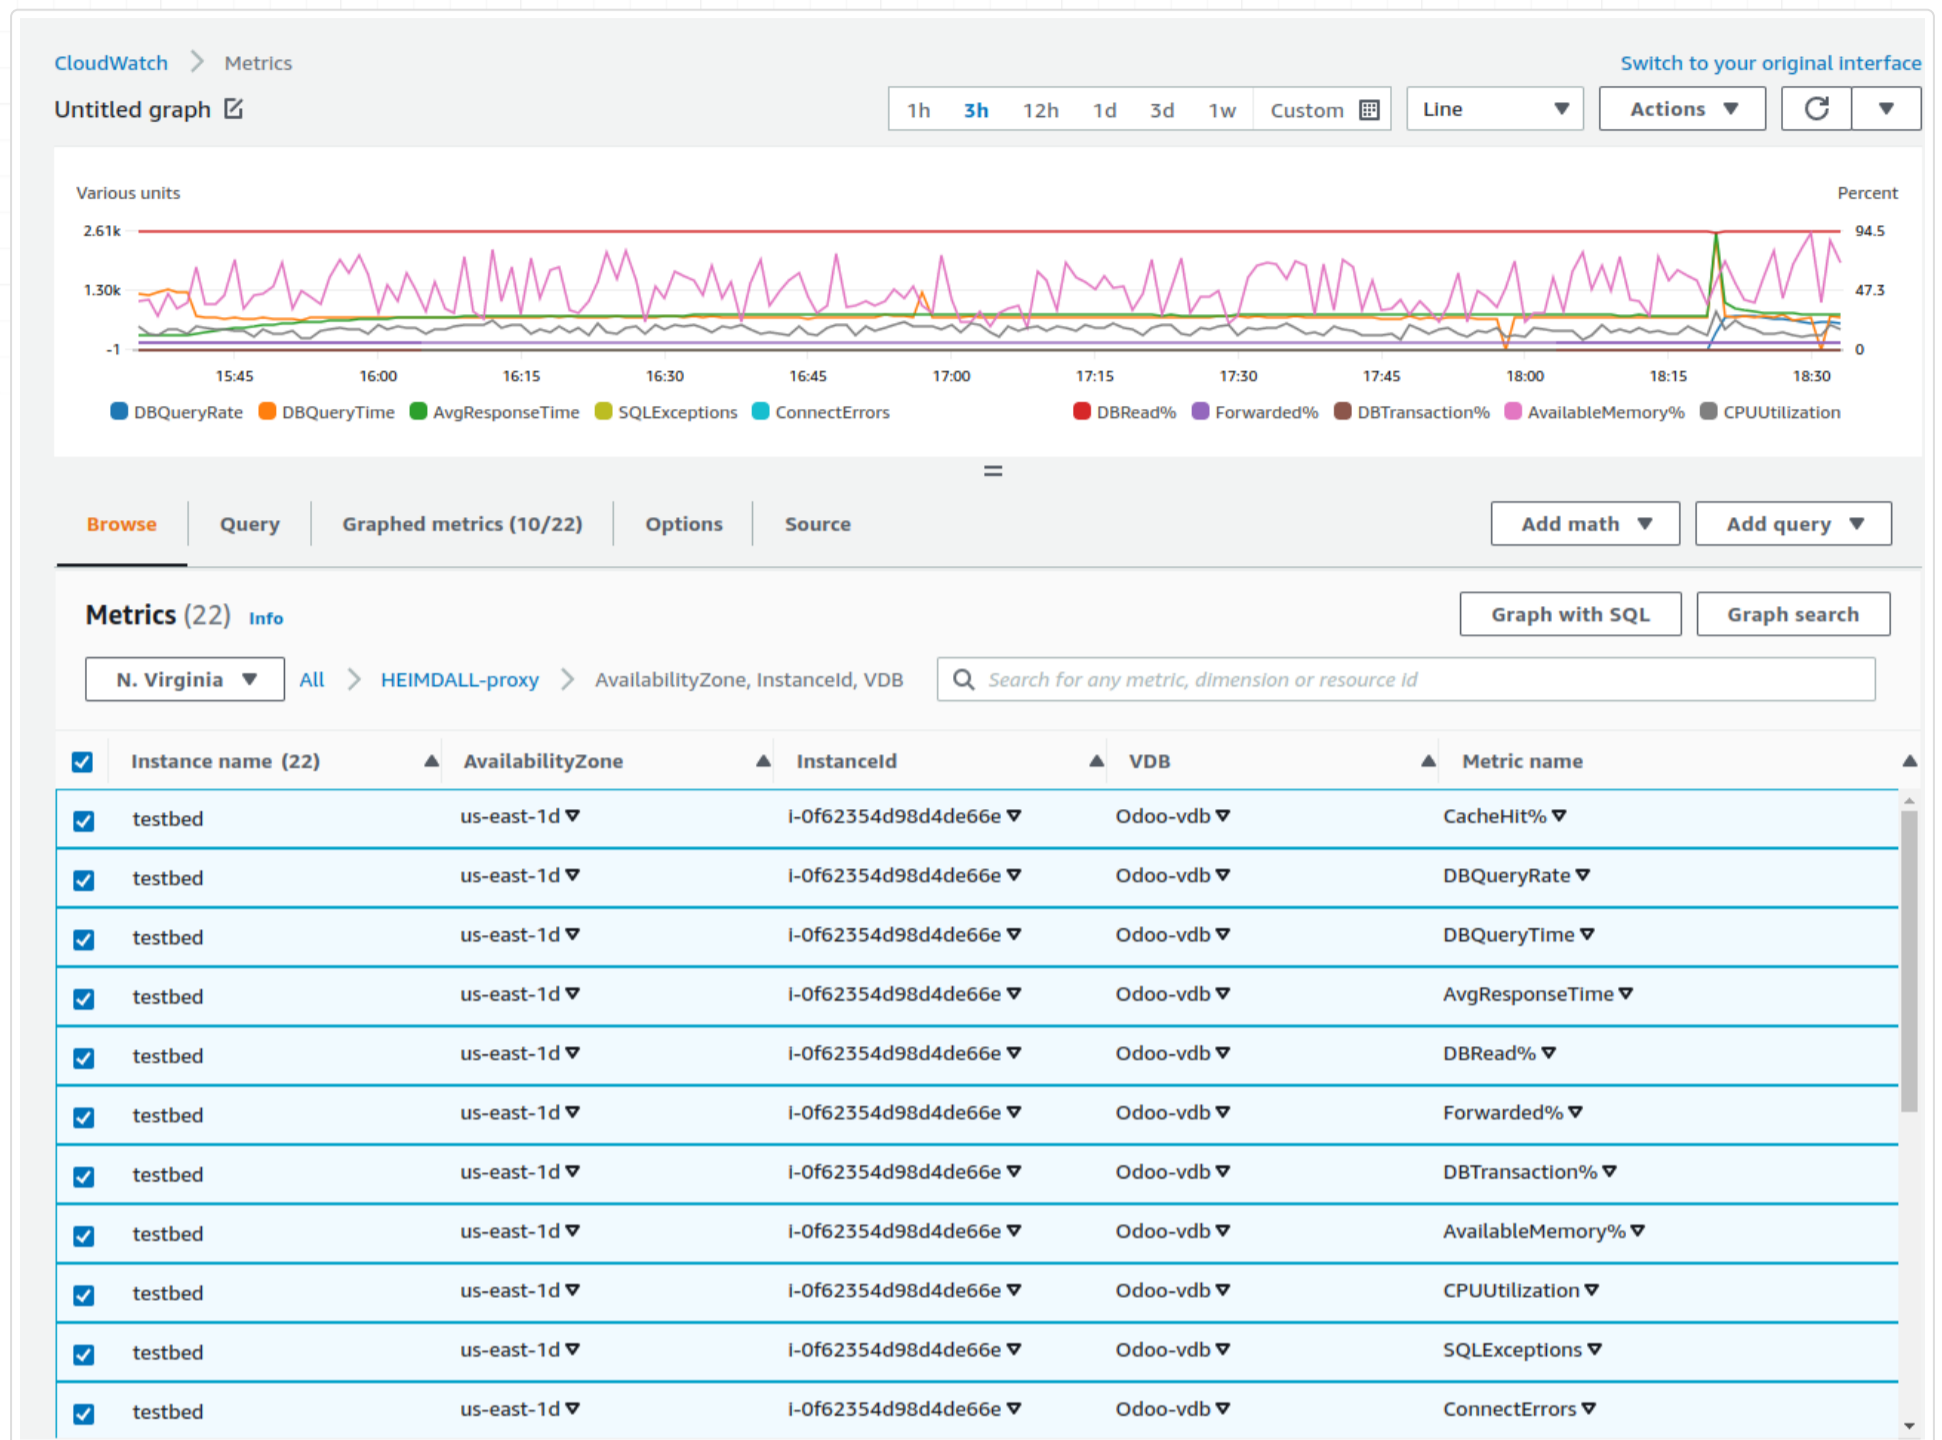 CloudWatch > Metrics
Switch to your original interface
Untitled graph
1h 3h 12h 1d 3d 1w Custom Line Actions
Various units Percent
2.61k 94.5
1.30k 47.3
-1 0
15:45 16:00 16:15 16:30 16:45 17:00 17:15 17:30 17:45 18:00 18:15 18:30
DBQueryRate DBQueryTime AvgResponseTime SQLExceptions ConnectErrors DBRead% Forwarded% DBTransaction% AvailableMemory% CPUUtilization
Browse Query Graphed metrics (10/22) Options Source Add math Add query
Metrics (22) Info Graph with SQL Graph search
N. Virginia All > HEIMDALL-proxy > AvailabilityZone, InstanceId, VDB Search for any metric, dimension or resource id
Instance name (22) AvailabilityZone InstanceId VDB Metric name
testbed us-east-1d i-0f62354d98d4de66e Odoo-vdb CacheHit%
testbed us-east-1d i-0f62354d98d4de66e Odoo-vdb DBQueryRate
testbed us-east-1d i-0f62354d98d4de66e Odoo-vdb DBQueryTime
testbed us-east-1d i-0f62354d98d4de66e Odoo-vdb AvgResponseTime
testbed us-east-1d i-0f62354d98d4de66e Odoo-vdb DBRead%
testbed us-east-1d i-0f62354d98d4de66e Odoo-vdb Forwarded%
testbed us-east-1d i-0f62354d98d4de66e Odoo-vdb DBTransaction%
testbed us-east-1d i-0f62354d98d4de66e Odoo-vdb AvailableMemory%
testbed us-east-1d i-0f62354d98d4de66e Odoo-vdb CPUUtilization
testbed us-east-1d i-0f62354d98d4de66e Odoo-vdb SQLExceptions
testbed us-east-1d i-0f62354d98d4de66e Odoo-vdb ConnectErrors